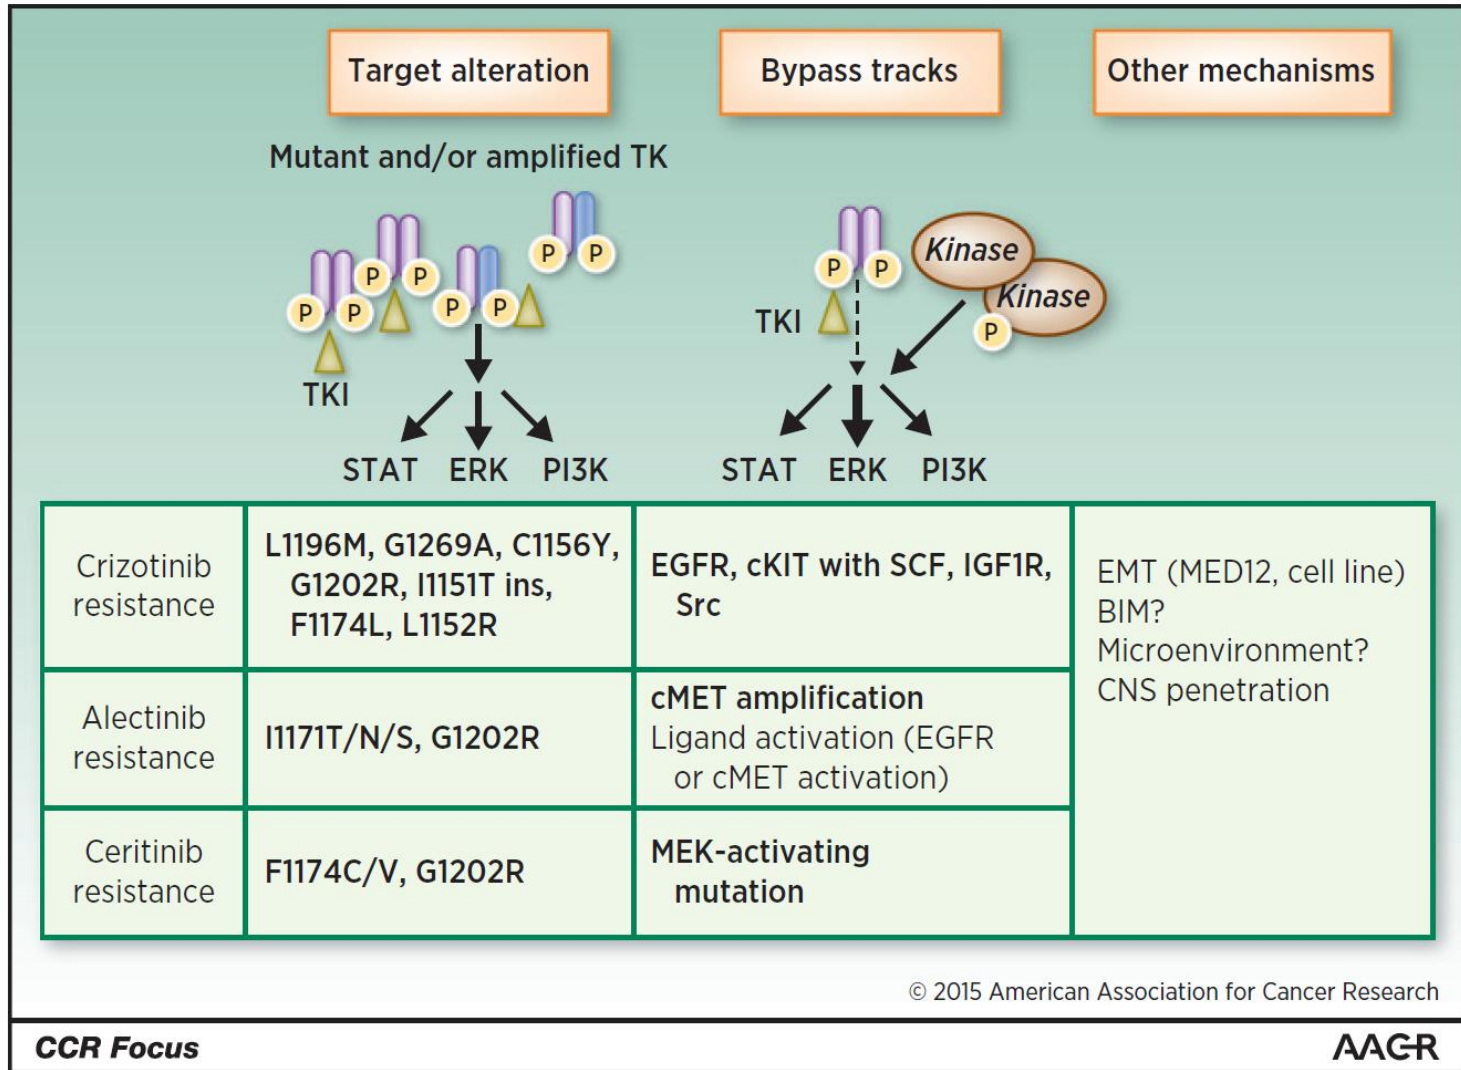 Target alteration
Bypass tracks
Other mechanisms
Mutant and/or amplified TK
P P
P P
P P
P P
TKI
STAT ERK PI3K
P P
Kinase
Kinase
P
TKI
STAT ERK PI3K
Crizotinib
resistance
L1196M, G1269A, C1156Y,
G1202R, I1151T ins,
F1174L, L1152R
EGFR, cKIT with SCF, IGF1R,
Src
EMT (MED12, cell line)
BIM?
Microenvironment?
CNS penetration
Alectinib
resistance
I1171T/N/S, G1202R
cMET amplification
Ligand activation (EGFR
or cMET activation)
Ceritinib
resistance
F1174C/V, G1202R
MEK-activating
mutation
© 2015 American Association for Cancer Research
CCR Focus
AACR